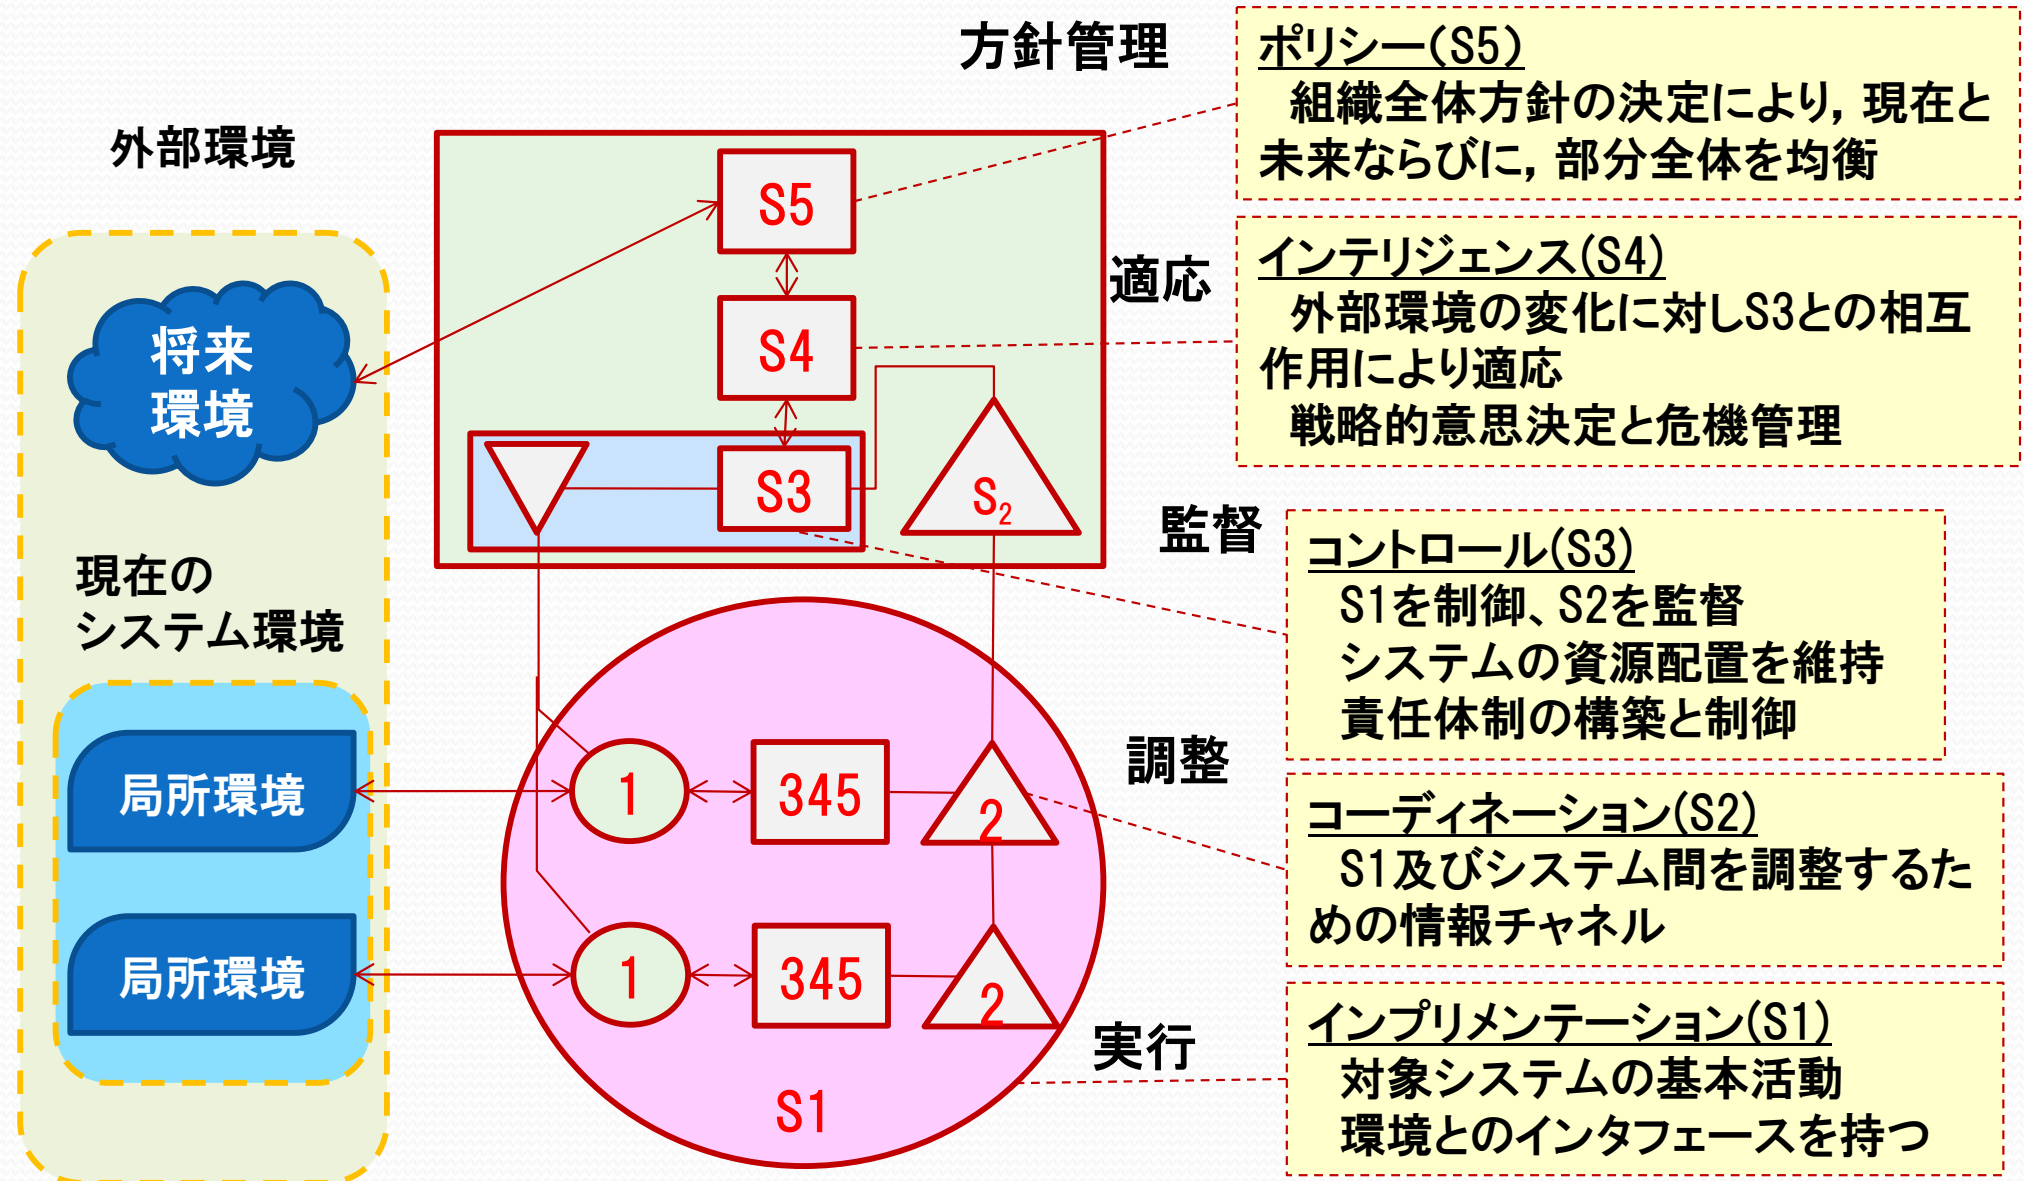 方針管理
ポリシー(S5)
組織全体方針の決定により，現在と
未来ならびに，部分全体を均衡
外部環境
S5
適応
インテリジェンス(S4)
外部環境の変化に対しS3との相互
作用により適応
戦略的意思決定と危機管理
将来
環境
S4
S3
S2
監督
コントロール(S3)
S1を制御、S2を監督
システムの資源配置を維持
責任体制の構築と制御
現在の
システム環境
局所環境
1
345
2
調整
コーディネーション(S2)
S1及びシステム間を調整するた
めの情報チャネル
局所環境
1
345
2
実行
インプリメンテーション(S1)
対象システムの基本活動
環境とのインタフェースを持つ
S1